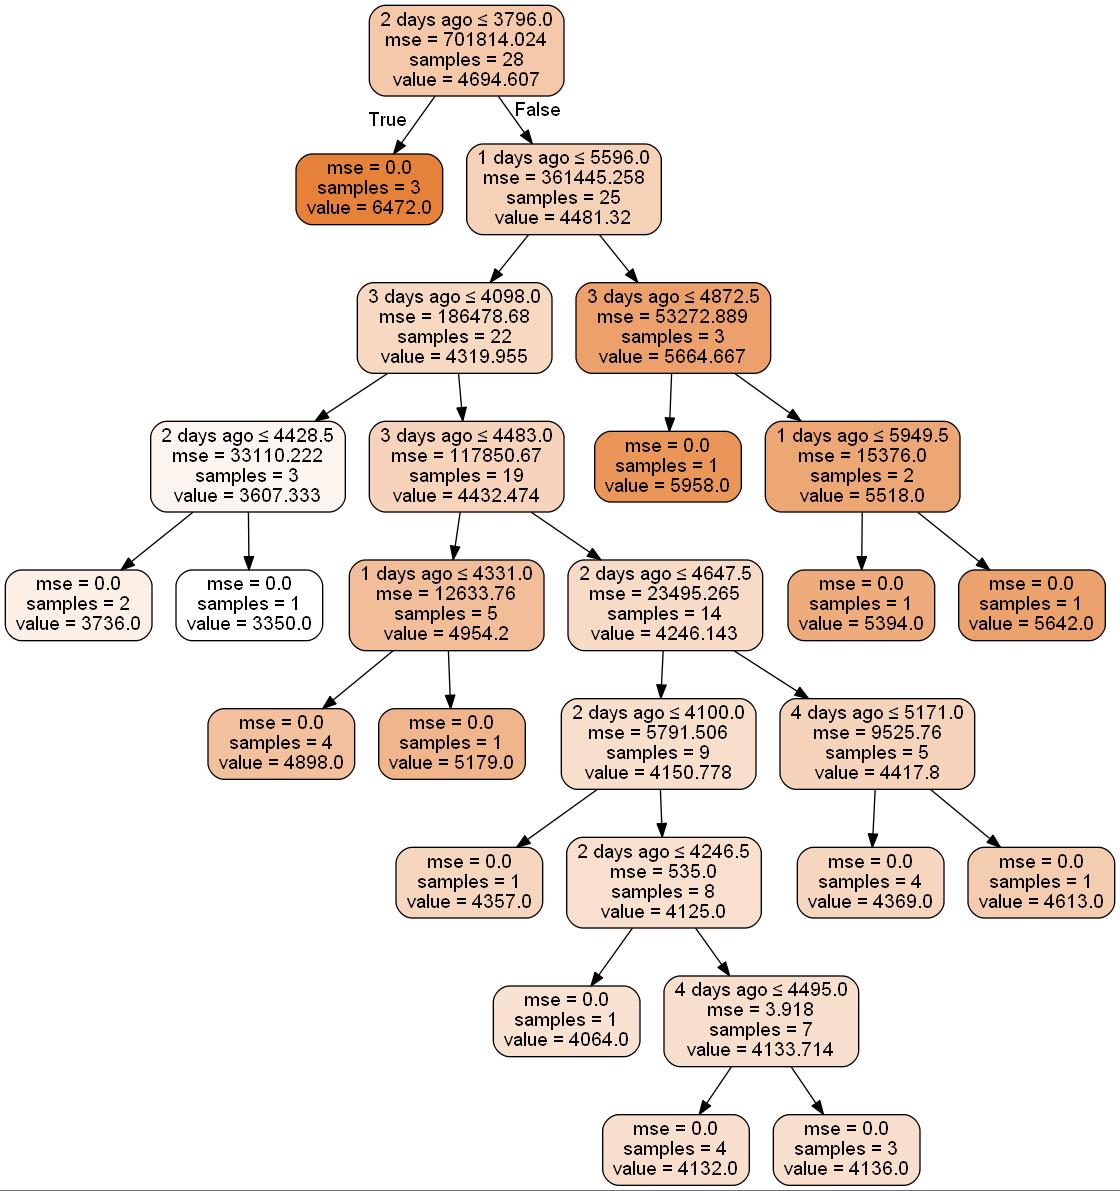 2 days ago ≤ 3796.0
mse = 701814.024
samples = 28
value = 4694.607
True
False
mse = 0.0
samples = 3
value = 6472.0
1 days ago ≤ 5596.0
mse = 361445.258
samples = 25
value = 4481.32
3 days ago ≤ 4098.0
mse = 186478.68
samples = 22
value = 4319.955
3 days ago ≤ 4872.5
mse = 53272.889
samples = 3
value = 5664.667
2 days ago ≤ 4428.5
mse = 33110.222
samples = 3
value = 3607.333
3 days ago ≤ 4483.0
mse = 117850.67
samples = 19
value = 4432.474
mse = 0.0
samples = 1
value = 5958.0
1 days ago ≤ 5949.5
mse = 15376.0
samples = 2
value = 5518.0
mse = 0.0
samples = 2
value = 3736.0
mse = 0.0
samples = 1
value = 3350.0
1 days ago ≤ 4331.0
mse = 12633.76
samples = 5
value = 4954.2
2 days ago ≤ 4647.5
mse = 23495.265
samples = 14
value = 4246.143
mse = 0.0
samples = 1
value = 5394.0
mse = 0.0
samples = 1
value = 5642.0
mse = 0.0
samples = 4
value = 4898.0
mse = 0.0
samples = 1
value = 5179.0
2 days ago ≤ 4100.0
mse = 5791.506
samples = 9
value = 4150.778
4 days ago ≤ 5171.0
mse = 9525.76
samples = 5
value = 4417.8
mse = 0.0
samples = 1
value = 4357.0
2 days ago ≤ 4246.5
mse = 535.0
samples = 8
value = 4125.0
mse = 0.0
samples = 4
value = 4369.0
mse = 0.0
samples = 1
value = 4613.0
mse = 0.0
samples = 1
value = 4064.0
4 days ago ≤ 4495.0
mse = 3.918
samples = 7
value = 4133.714
mse = 0.0
samples = 4
value = 4132.0
mse = 0.0
samples = 3
value = 4136.0